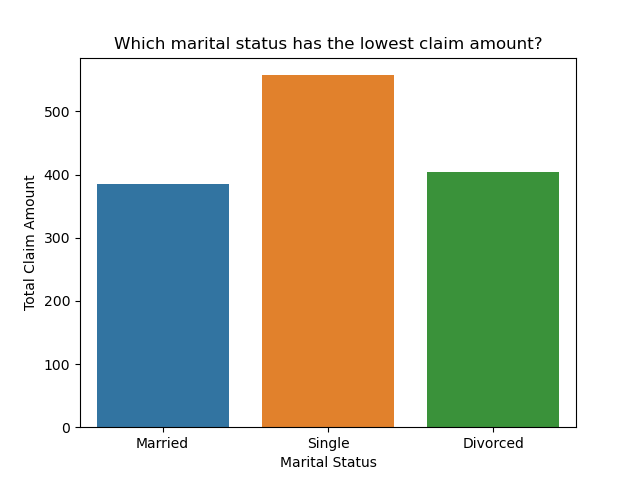 Which marital status has the lowest claim amount?
Total Claim Amount
500
400
300
200
100
0
Married Single Divorced
Marital Status